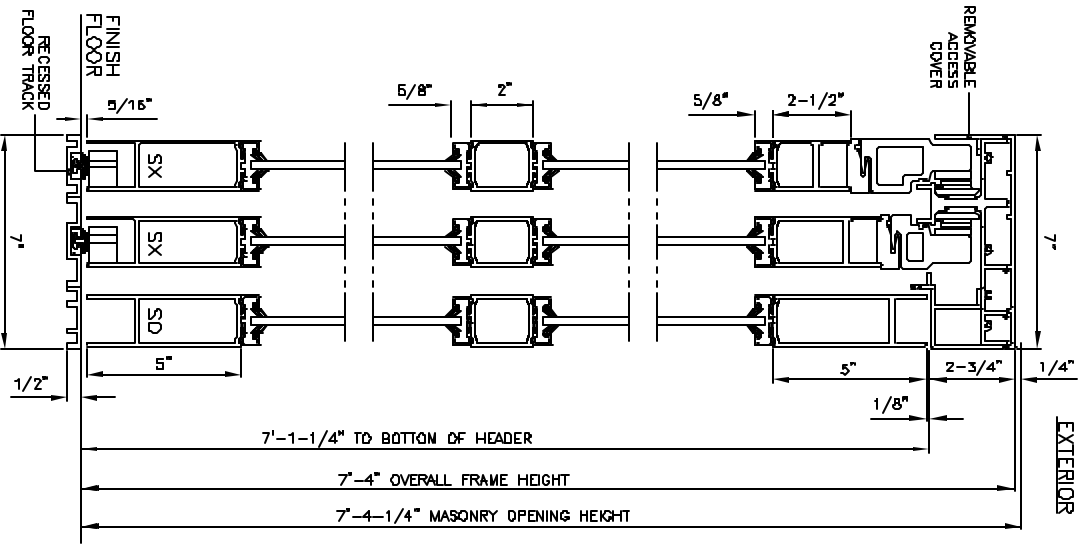 REMOVABLE
ACCESS
COVER
FINISH
FLOOR
RECESSED
FLOOR TRACK
9/16"
5/8"
2"
5/8"
2-1/2"
SX
SX
SO
7"
7"
5"
5"
2-3/4"
1/4"
1/2"
1/8"
EXTERIOR
7'-1-1/4" TO BOTTOM OF HEADER
7'-4" OVERALL FRAME HEIGHT
7'-4-1/4" MASONRY OPENING HEIGHT